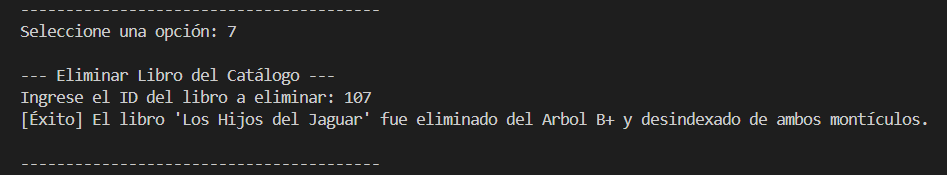 ----------------------------------------
Seleccione una opción: 7
--- Eliminar Libro del Catálogo ---
Ingrese el ID del libro a eliminar: 107
[Éxito] El libro 'Los Hijos del Jaguar' fue eliminado del Arbol B+ y desindexado de ambos montículos.
----------------------------------------